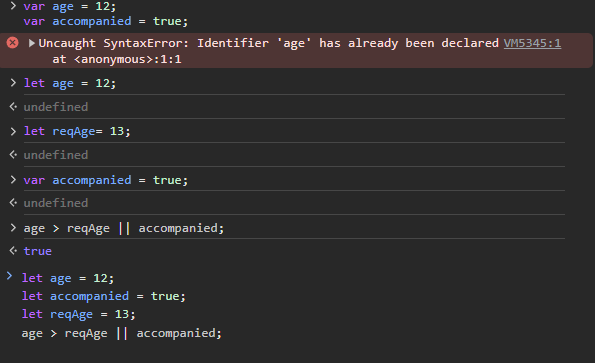 var age = 12;
var accompanied = true;
Uncaught SyntaxError: Identifier 'age' has already been declared VM5345:1
at <anonymous>:1:1
let age = 12;
undefined
let reqAge= 13;
undefined
var accompanied = true;
undefined
age > reqAge || accompanied;
true
let age = 12;
let accompanied = true;
let reqAge = 13;
age > reqAge || accompanied;